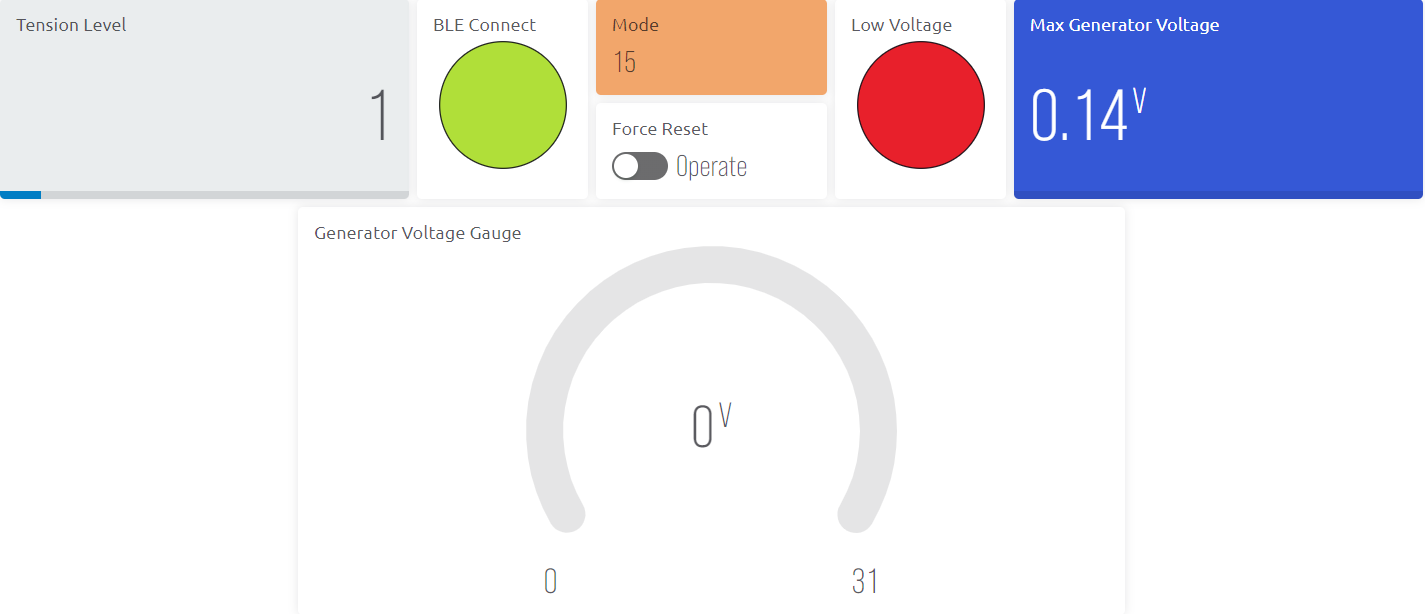 Tension Level
1
BLE Connect
Mode
15
Force Reset
Operate
Low Voltage
Max Generator Voltage
0.14 V
Generator Voltage Gauge
0 V
0
31